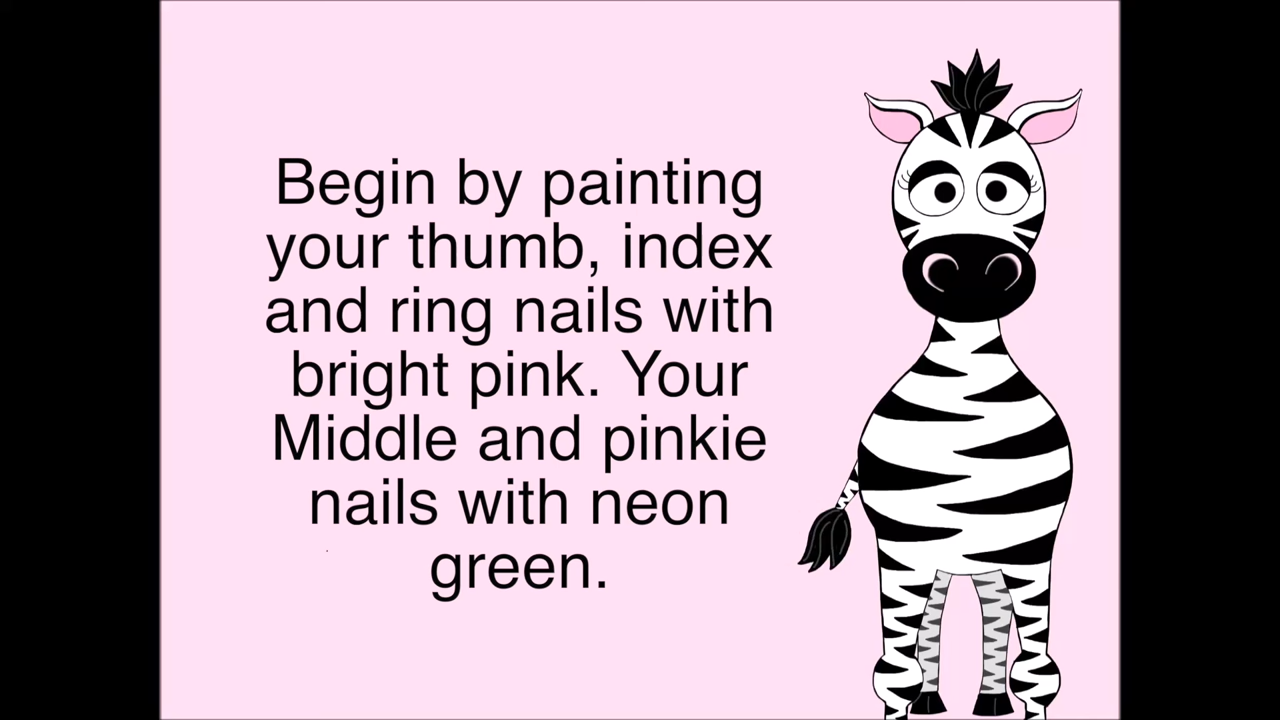 Begin by painting
your thumb, index
and ring nails with
bright pink. Your
Middle and pinkie
nails with neon
green.